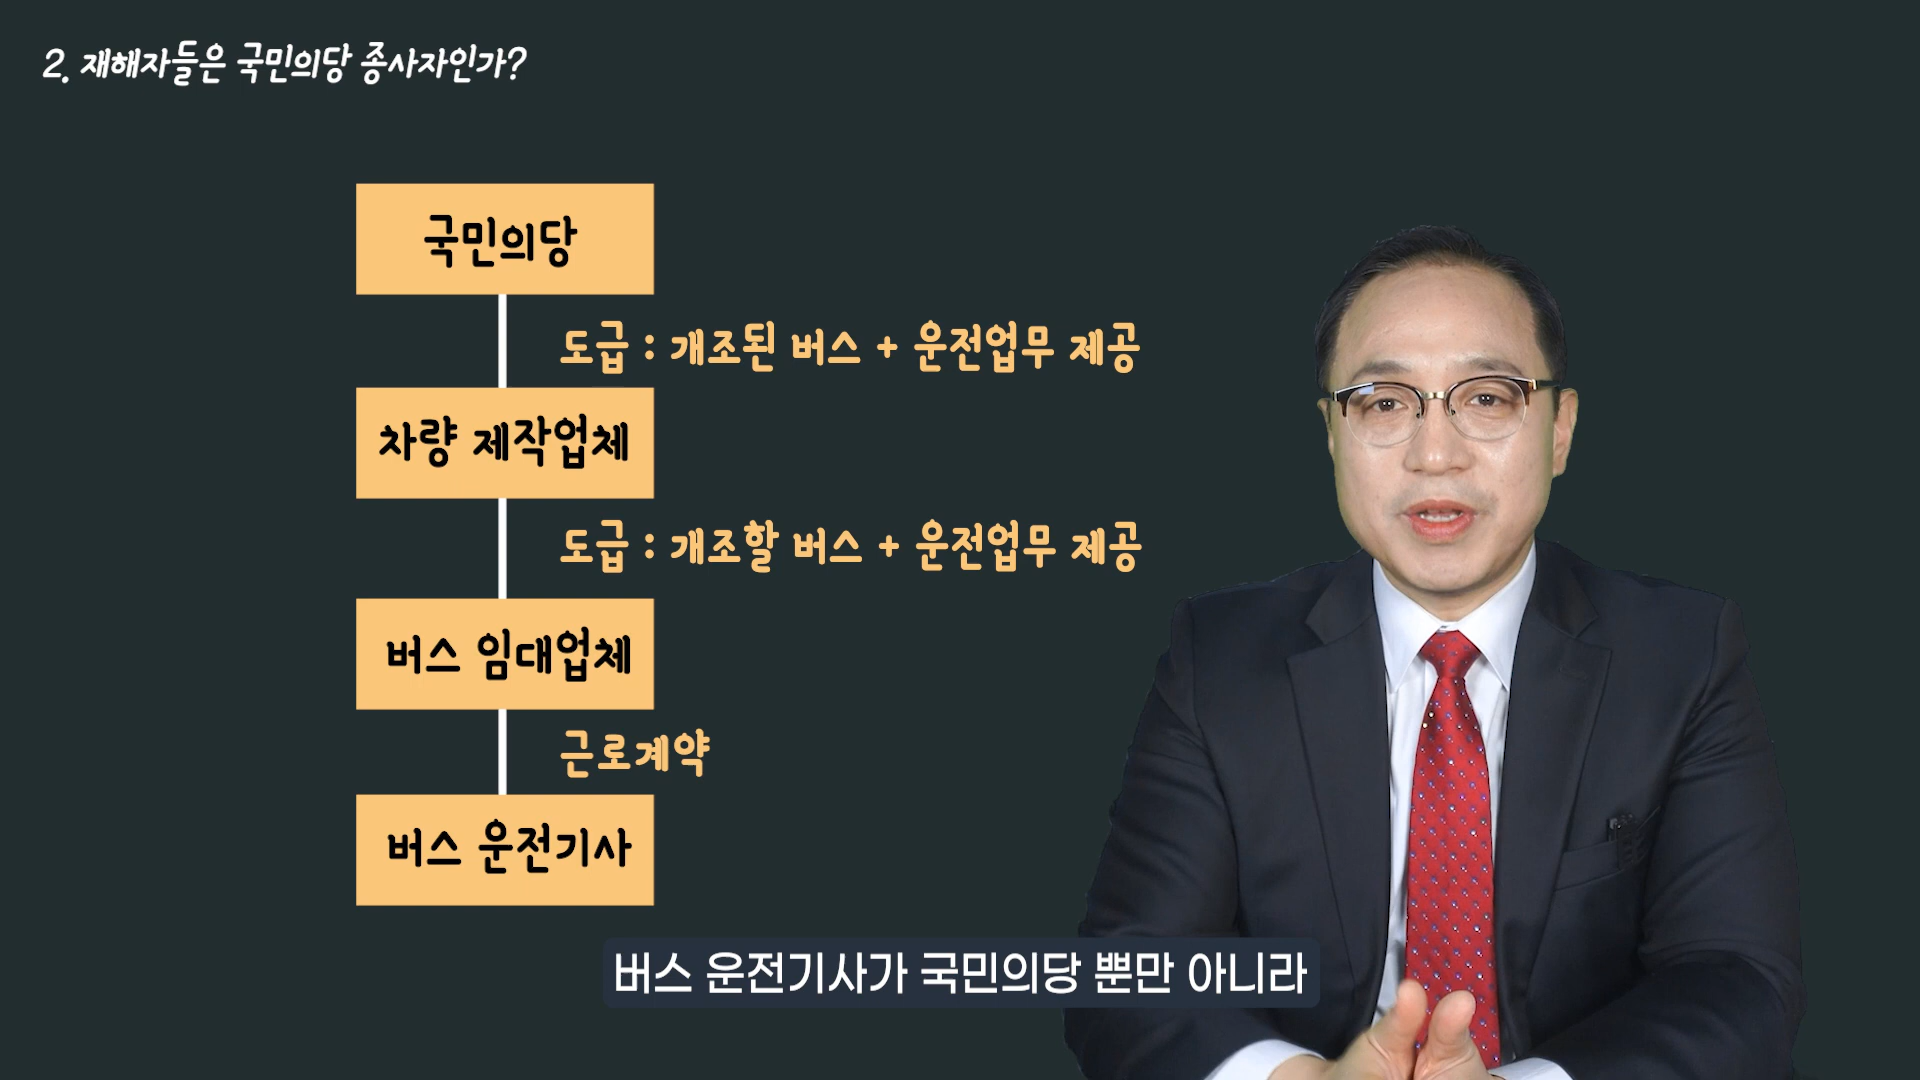 2. 재해자들은 국민의당 종사자인가?
국민의당
도급 : 개조된 버스 + 운전업무 제공
차량 제작업체
도급 : 개조할 버스 + 운전업무 제공
버스 임대업체
근로계약
버스 운전기사
버스 운전기사가 국민의당 뿐만 아니라